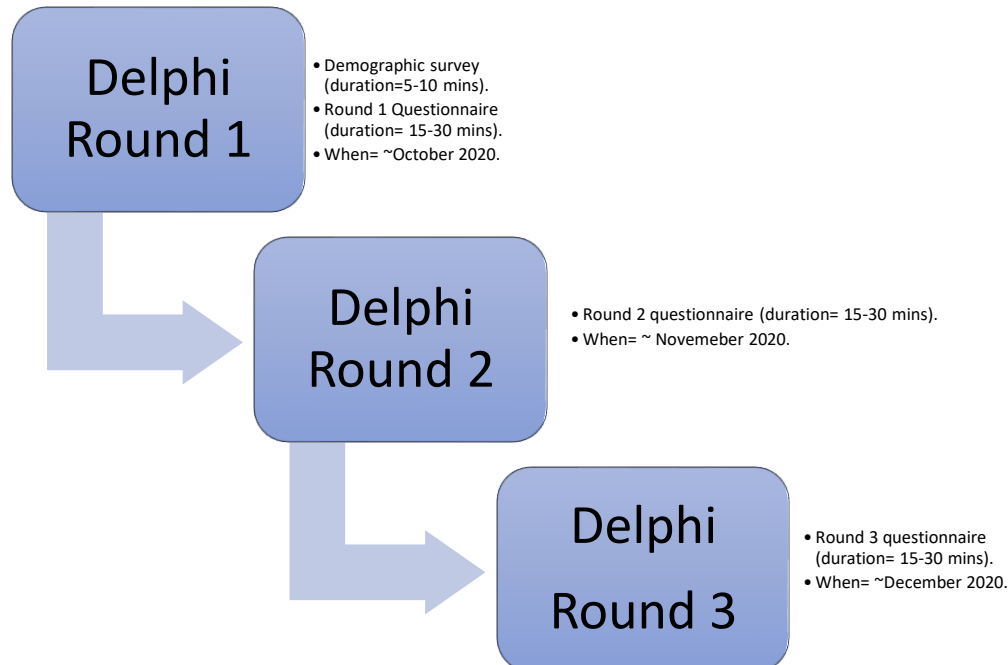 Delphi
Round 1
• Demographic survey
(duration=5-10 mins).
• Round 1 Questionnaire
(duration= 15-30 mins).
• When= ~October 2020.
Delphi
Round 2
• Round 2 questionnaire (duration= 15-30 mins).
• When= ~ Novemeber 2020.
Delphi
Round 3
• Round 3 questionnaire
(duration= 15-30 mins).
• When= ~December 2020.